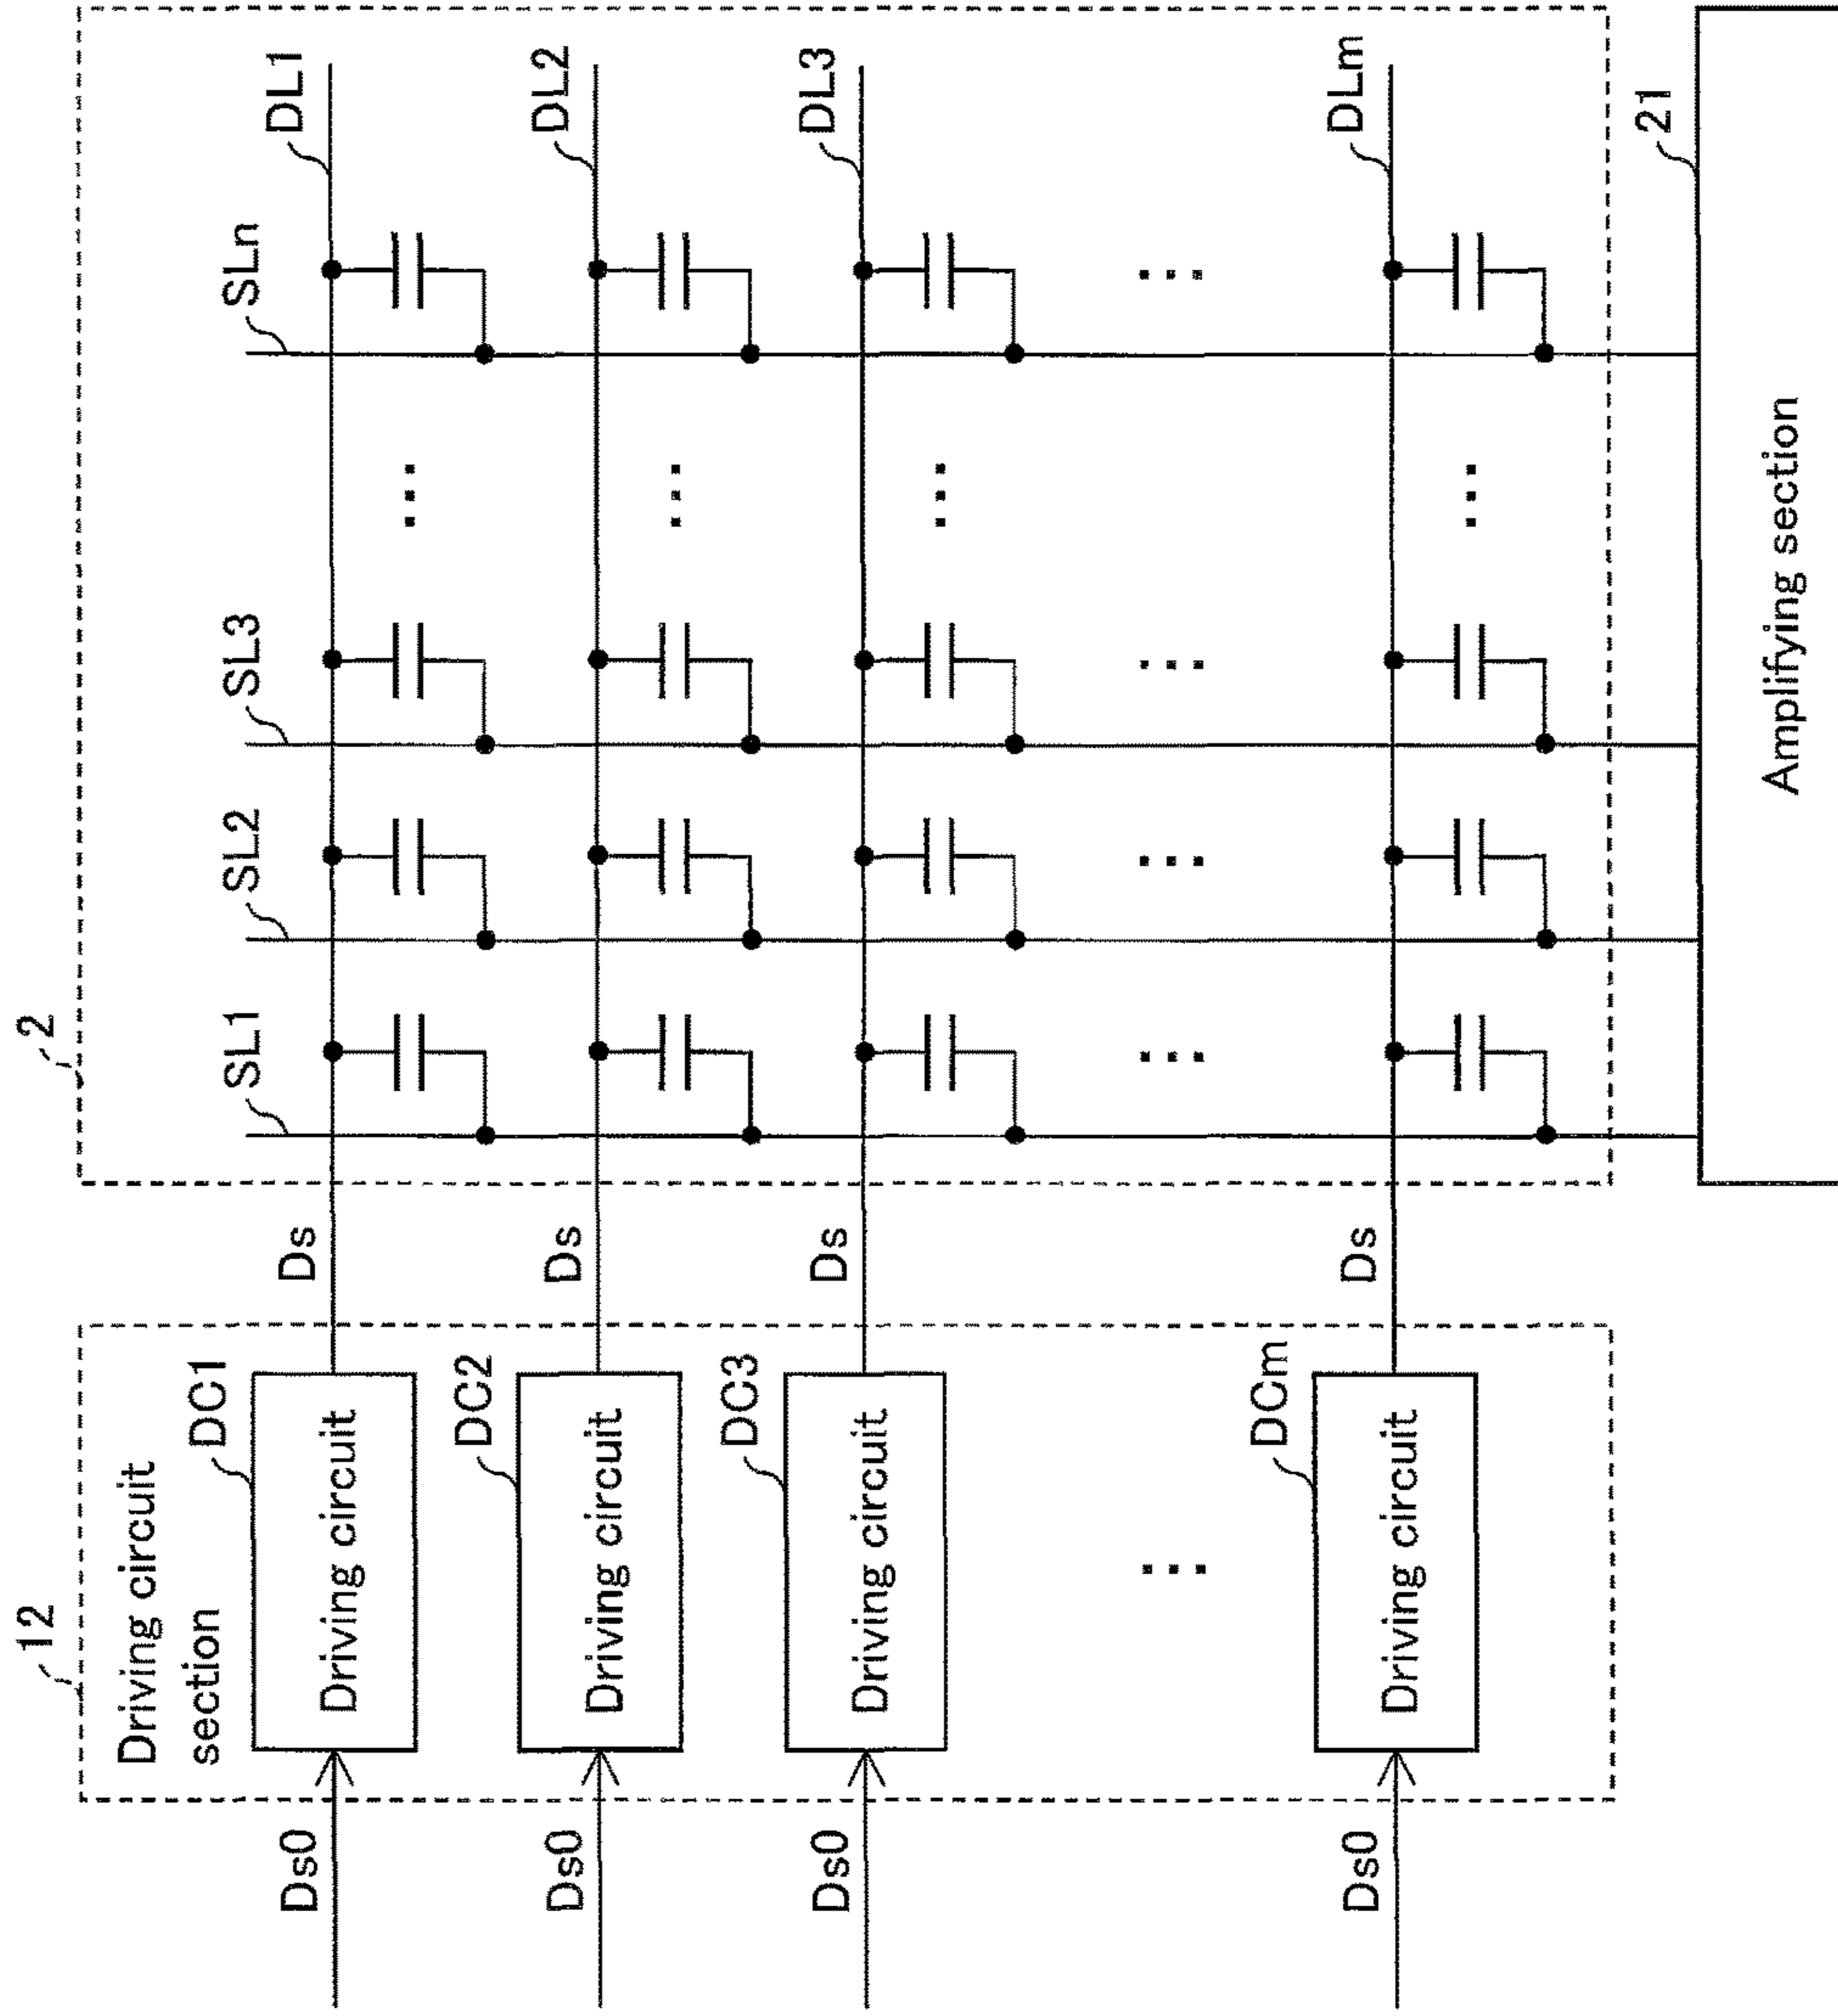 12
2
Driving circuit
section
DC1
SL1
SL2
SL3
SLn
Ds0
Driving circuit
Ds
DL1
DC2
Ds0
Driving circuit
Ds
DL2
DC3
Ds0
Driving circuit
Ds
DL3
...
DCm
Ds0
Driving circuit
Ds
DLm
21
Amplifying section